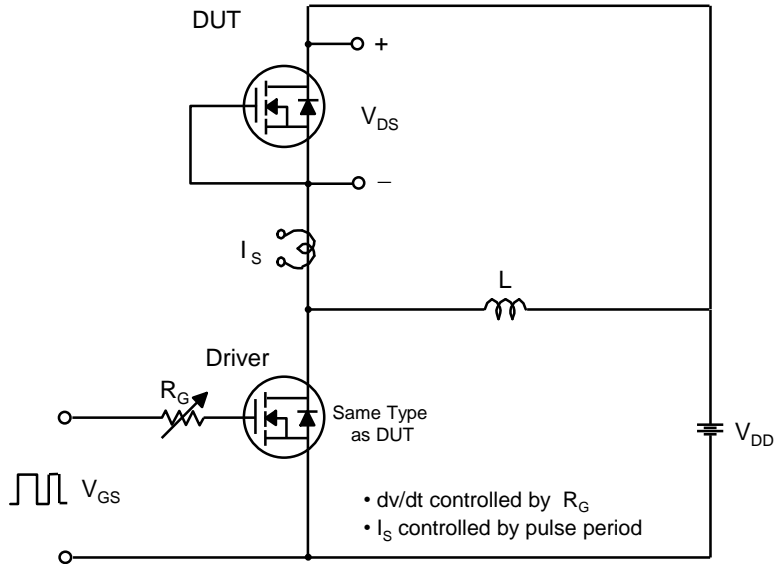 DUT
+
VDS
−
IS
L
Driver
RG
Same Type
as DUT
VDD
VGS
• dv/dt controlled by RG
• IS controlled by pulse period